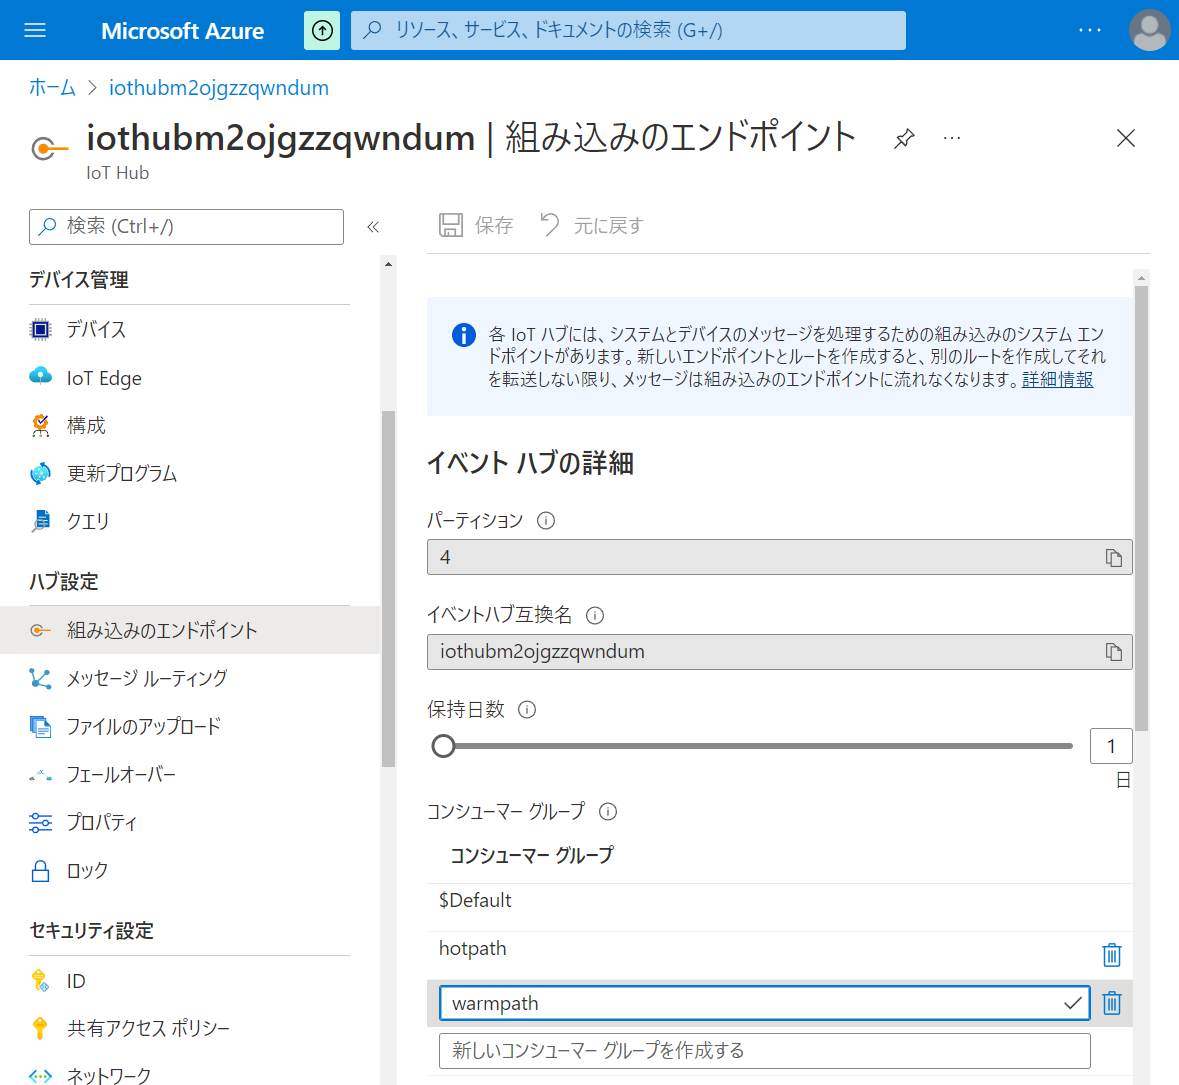 Microsoft Azure
リソース、サービス、ドキュメントの検索 (G+/)
ホーム > iothubm2ojgzzqwndum
iothubm2ojgzzqwndum | 組み込みのエンドポイント
IoT Hub
検索 (Ctrl+/)
«
デバイス管理
デバイス
IoT Edge
構成
更新プログラム
クエリ
ハブ設定
組み込みのエンドポイント
メッセージ ルーティング
ファイルのアップロード
フェールオーバー
プロパティ
ロック
セキュリティ設定
ID
共有アクセス ポリシー
ネットワーク
保存 元に戻す
各 IoT ハブには、システムとデバイスのメッセージを処理するための組み込みのシステム エン
ドポイントがあります。新しいエンドポイントとルートを作成すると、別のルートを作成してそれ
を転送しない限り、メッセージは組み込みのエンドポイントに流れなくなります。詳細情報
イベント ハブの詳細
パーティション
4
イベントハブ互換名
iothubm2ojgzzqwndum
保持日数
1
日
コンシューマー グループ
コンシューマー グループ
$Default
hotpath
warmpath
新しいコンシューマー グループを作成する